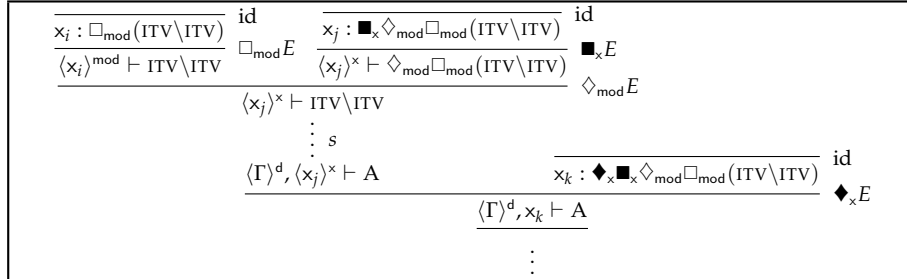 x_i : □_mod(ITV\ITV) id x_j : ■_x◇_mod□_mod(ITV\ITV) id
⟨x_i⟩^mod ⊢ ITV\ITV □_mod E ⟨x_j⟩^x ⊢ ◇_mod□_mod(ITV\ITV) ■_x E
⟨x_j⟩^x ⊢ ITV\ITV ◇_mod E
⋮ s
⟨Γ⟩^d, ⟨x_j⟩^x ⊢ A x_k : ♦_x■_x◇_mod□_mod(ITV\ITV) id
⟨Γ⟩^d, x_k ⊢ A ♦_x E
⋮